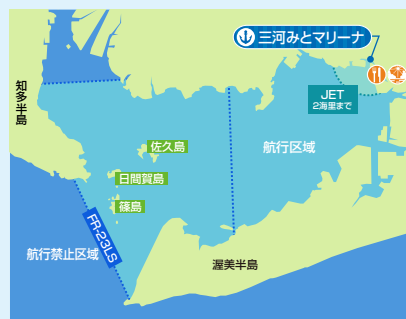 三河みとマリーナ
知多半島
JET
2海里まで
佐久島
航行区域
日間賀島
篠島
FR-23LS
航行禁止区域
渥美半島